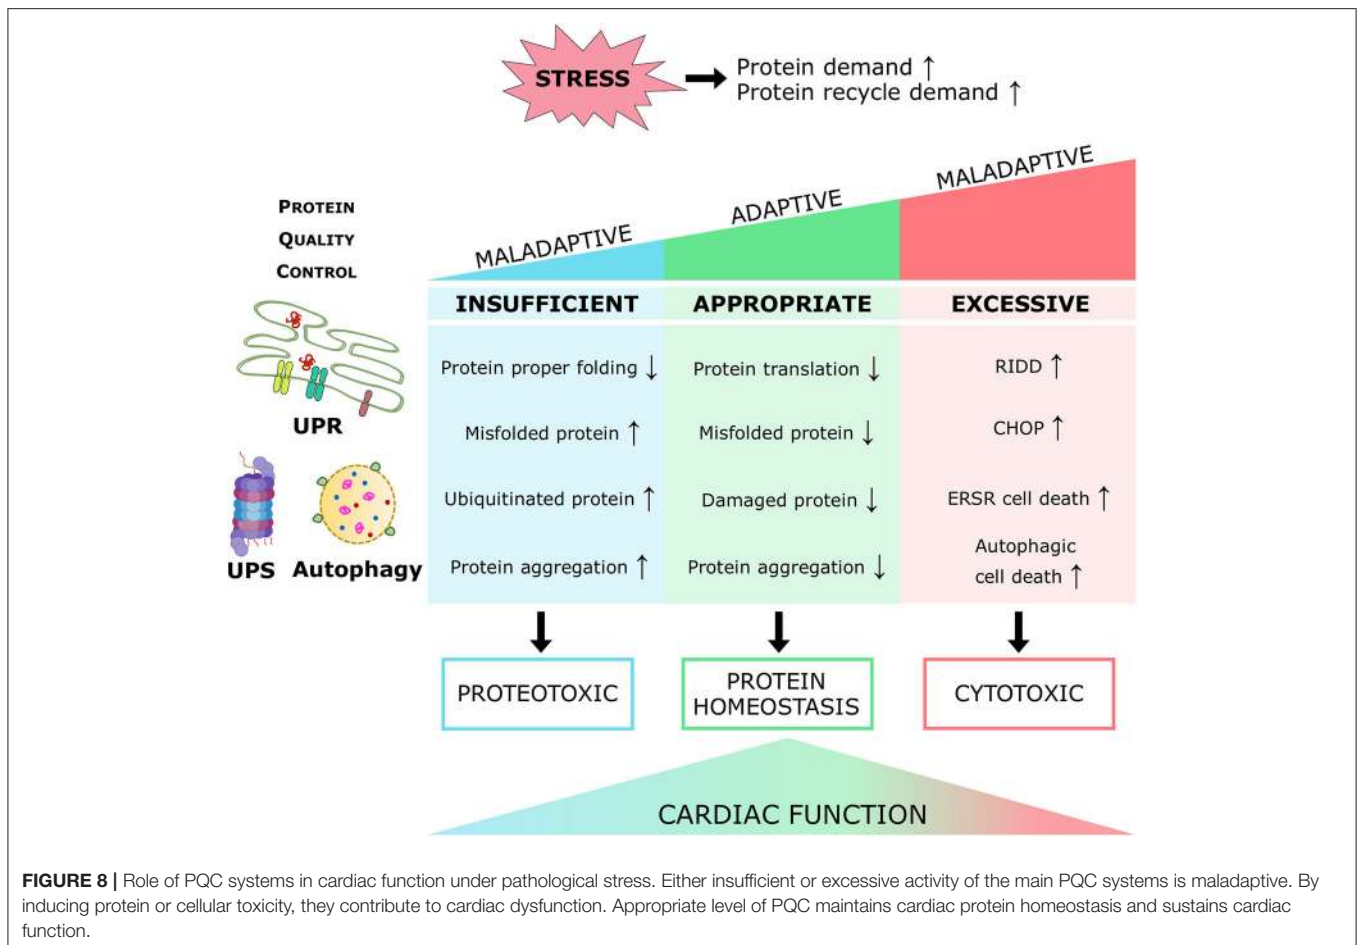 STRESS
Protein demand ↑
Protein recycle demand ↑
MALADAPTIVE
ADAPTIVE
MALADAPTIVE
PROTEIN
QUALITY
CONTROL
INSUFFICIENT
APPROPRIATE
EXCESSIVE
Protein proper folding ↓
Protein translation ↓
RIDD ↑
UPR
Misfolded protein ↑
Misfolded protein ↓
CHOP ↑
Ubiquitinated protein ↑
Damaged protein ↓
ERSR cell death ↑
UPS
Autophagy
Protein aggregation ↑
Protein aggregation ↓
Autophagic
cell death ↑
PROTEOTOXIC
PROTEIN
HOMEOSTASIS
CYTOTOXIC
CARDIAC FUNCTION
FIGURE 8 | Role of PQC systems in cardiac function under pathological stress. Either insufficient or excessive activity of the main PQC systems is maladaptive. By
inducing protein or cellular toxicity, they contribute to cardiac dysfunction. Appropriate level of PQC maintains cardiac protein homeostasis and sustains cardiac
function.